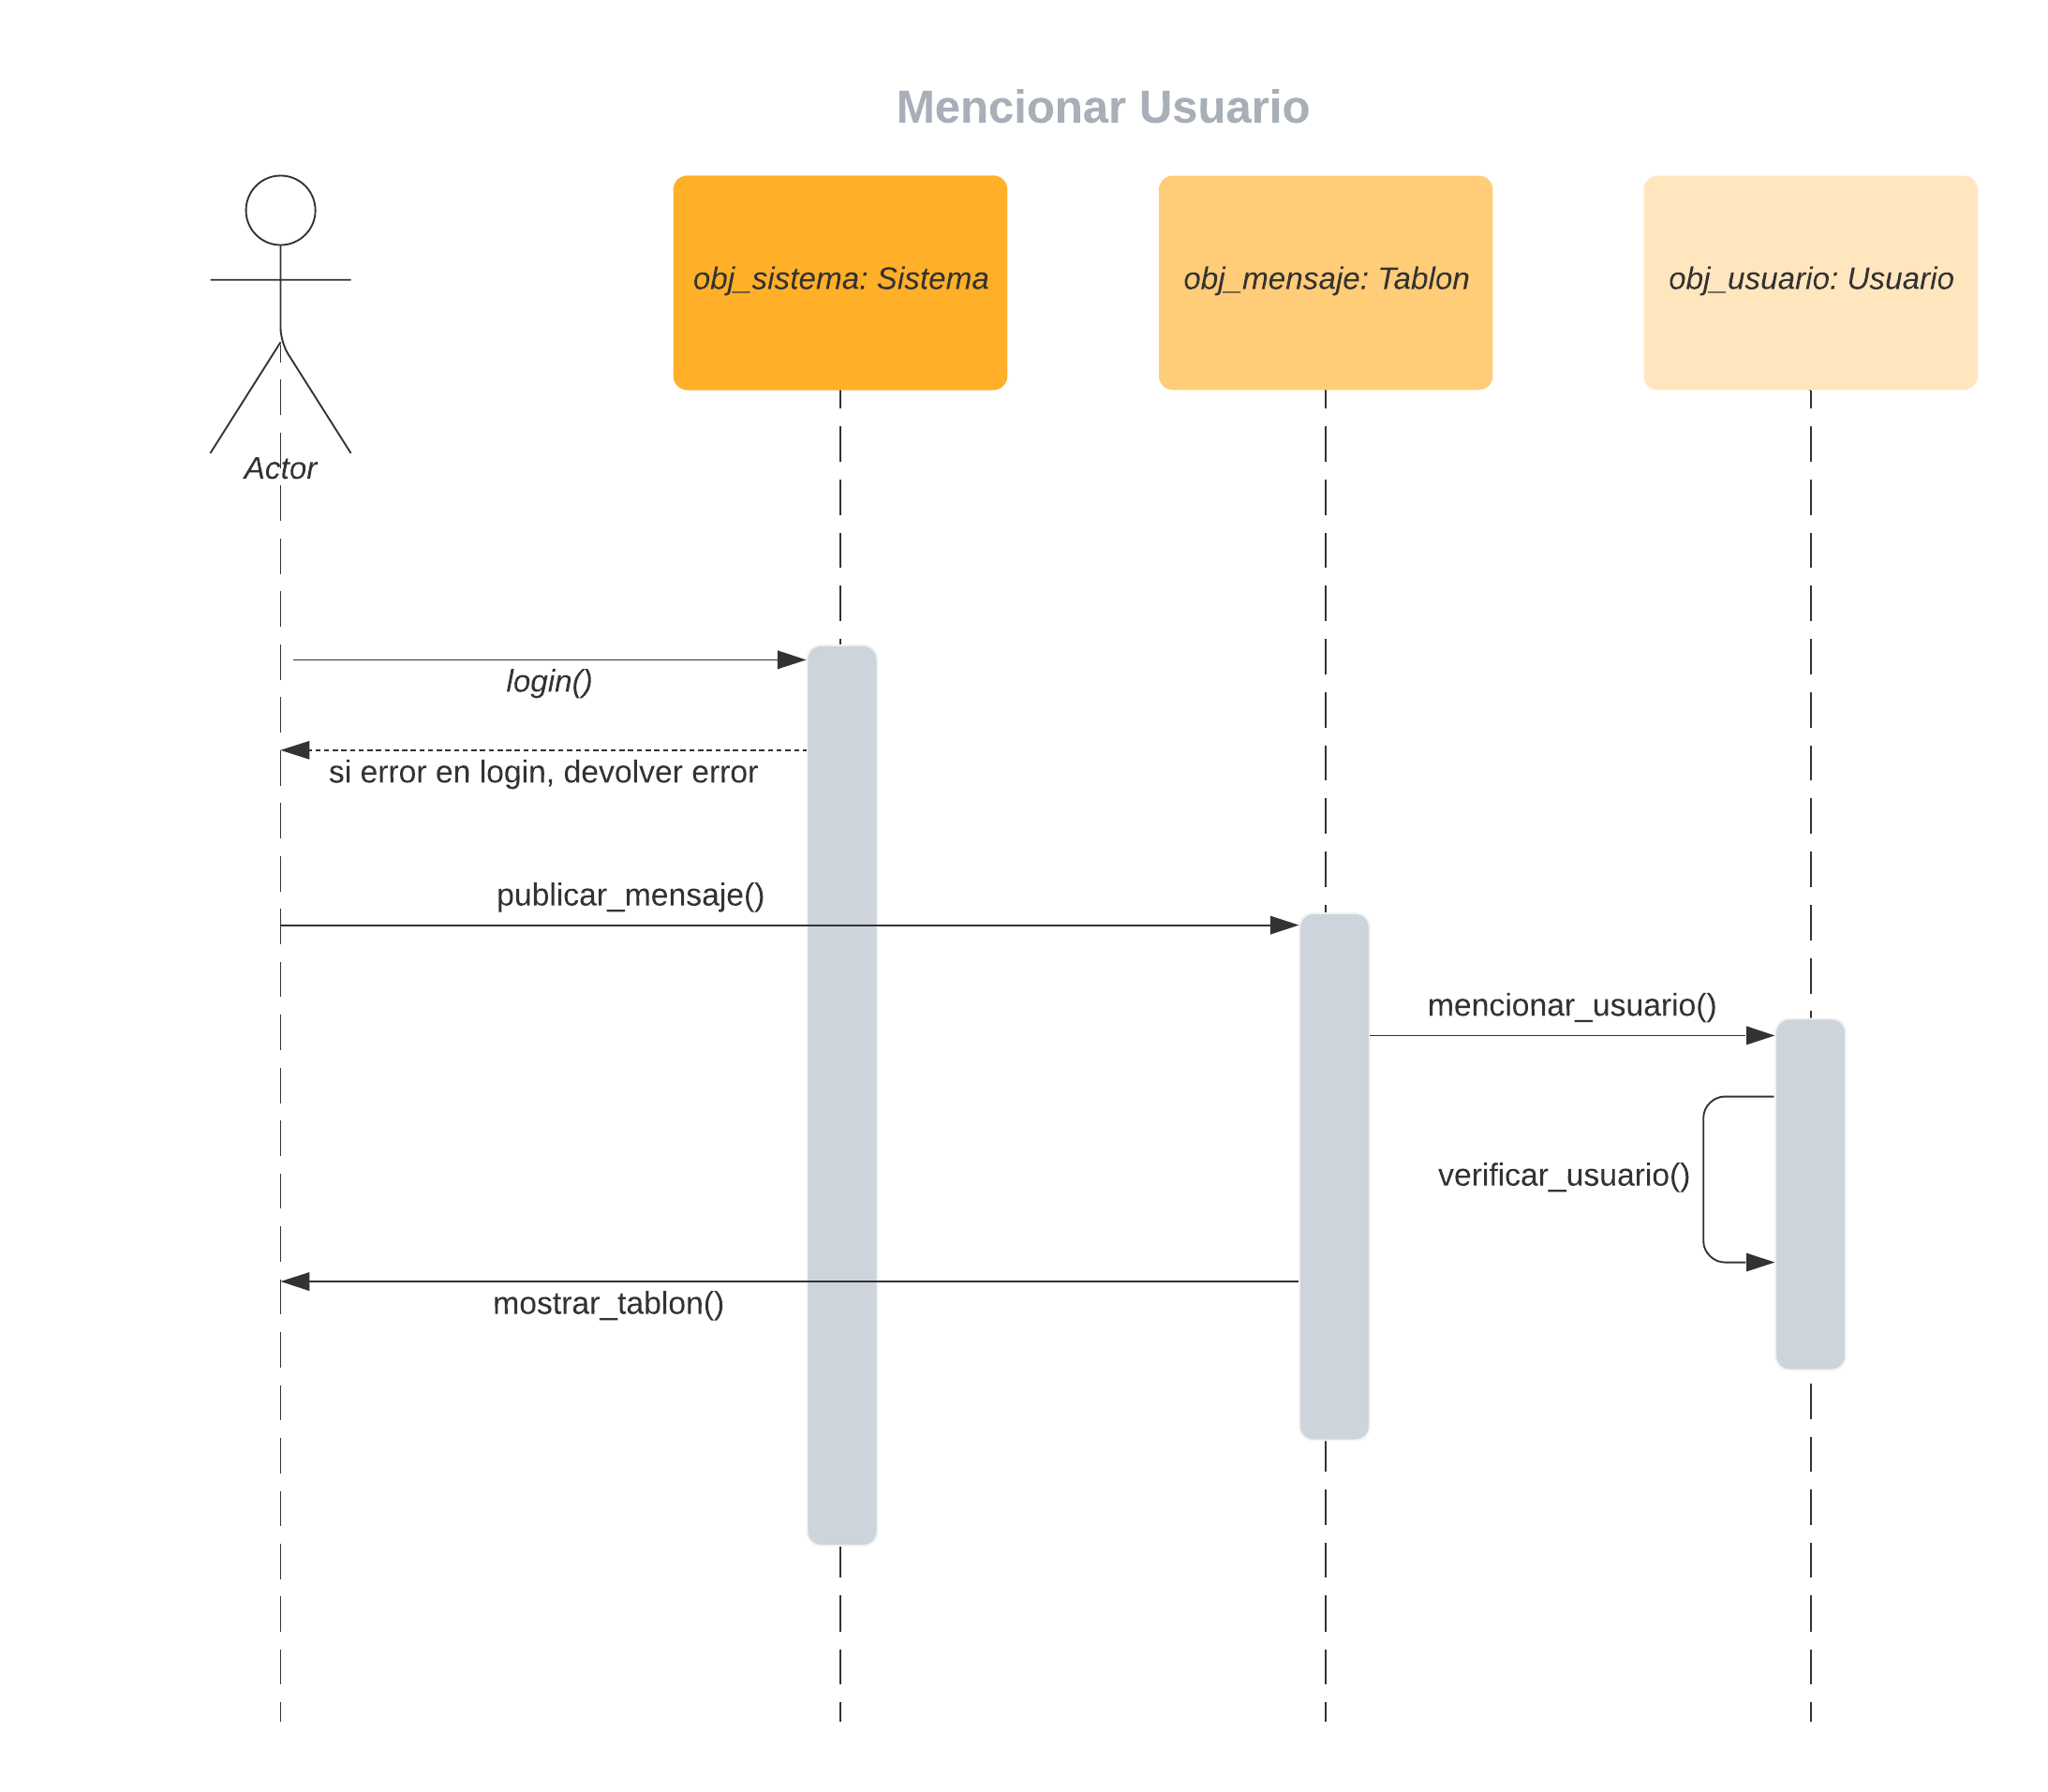 Mencionar Usuario
obj_sistema: Sistema
obj_mensaje: Tablon
obj_usuario: Usuario
Actor
login()
si error en login, devolver error
publicar_mensaje()
mencionar_usuario()
verificar_usuario()
mostrar_tablon()